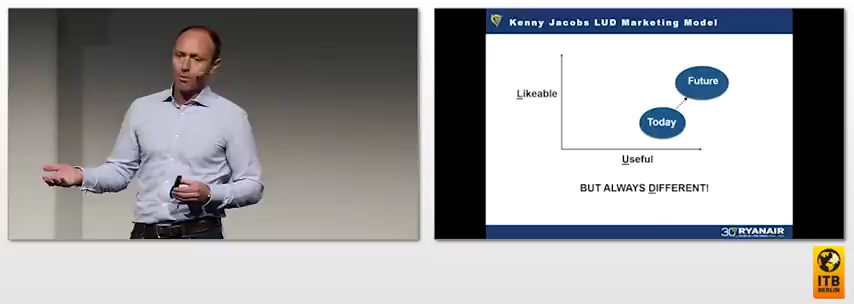 Kenny Jacobs LUD Marketing Model
Future
Likeable
Today
Useful
BUT ALWAYS DIFFERENT!
30 RYANAIR
ITB
BERLIN